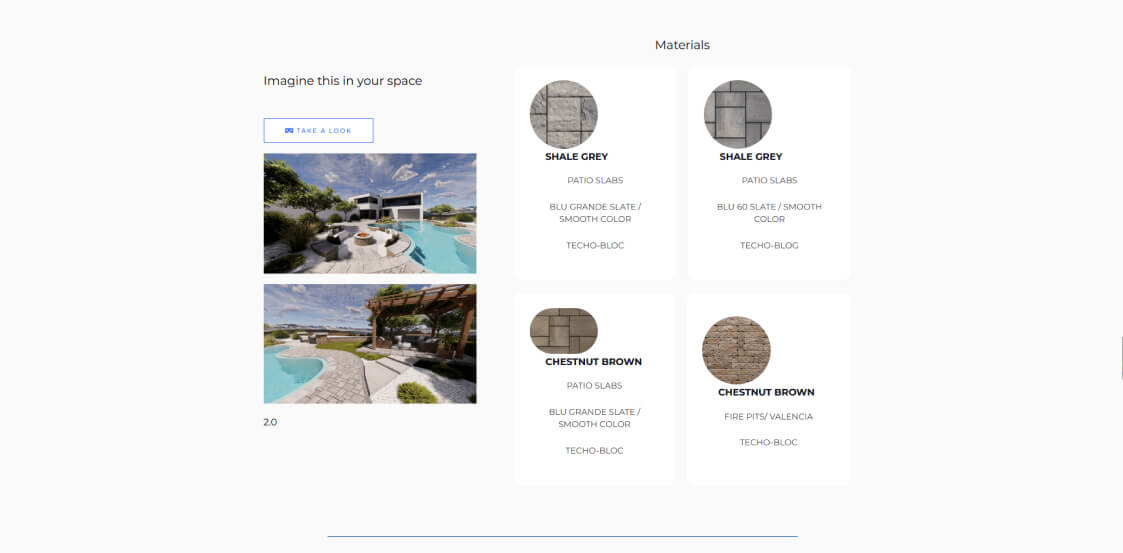 Materials
Imagine this in your space
TAKE A LOOK
2.0
SHALE GREY
PATIO SLABS
BLU GRANDE SLATE /
SMOOTH COLOR
TECHO-BLOC
SHALE GREY
PATIO SLABS
BLU 60 SLATE / SMOOTH
COLOR
TECHO-BLOG
CHESTNUT BROWN
PATIO SLABS
BLU GRANDE SLATE /
SMOOTH COLOR
TECHO-BLOC
CHESTNUT BROWN
FIRE PITS/ VALENCIA
TECHO-BLOC